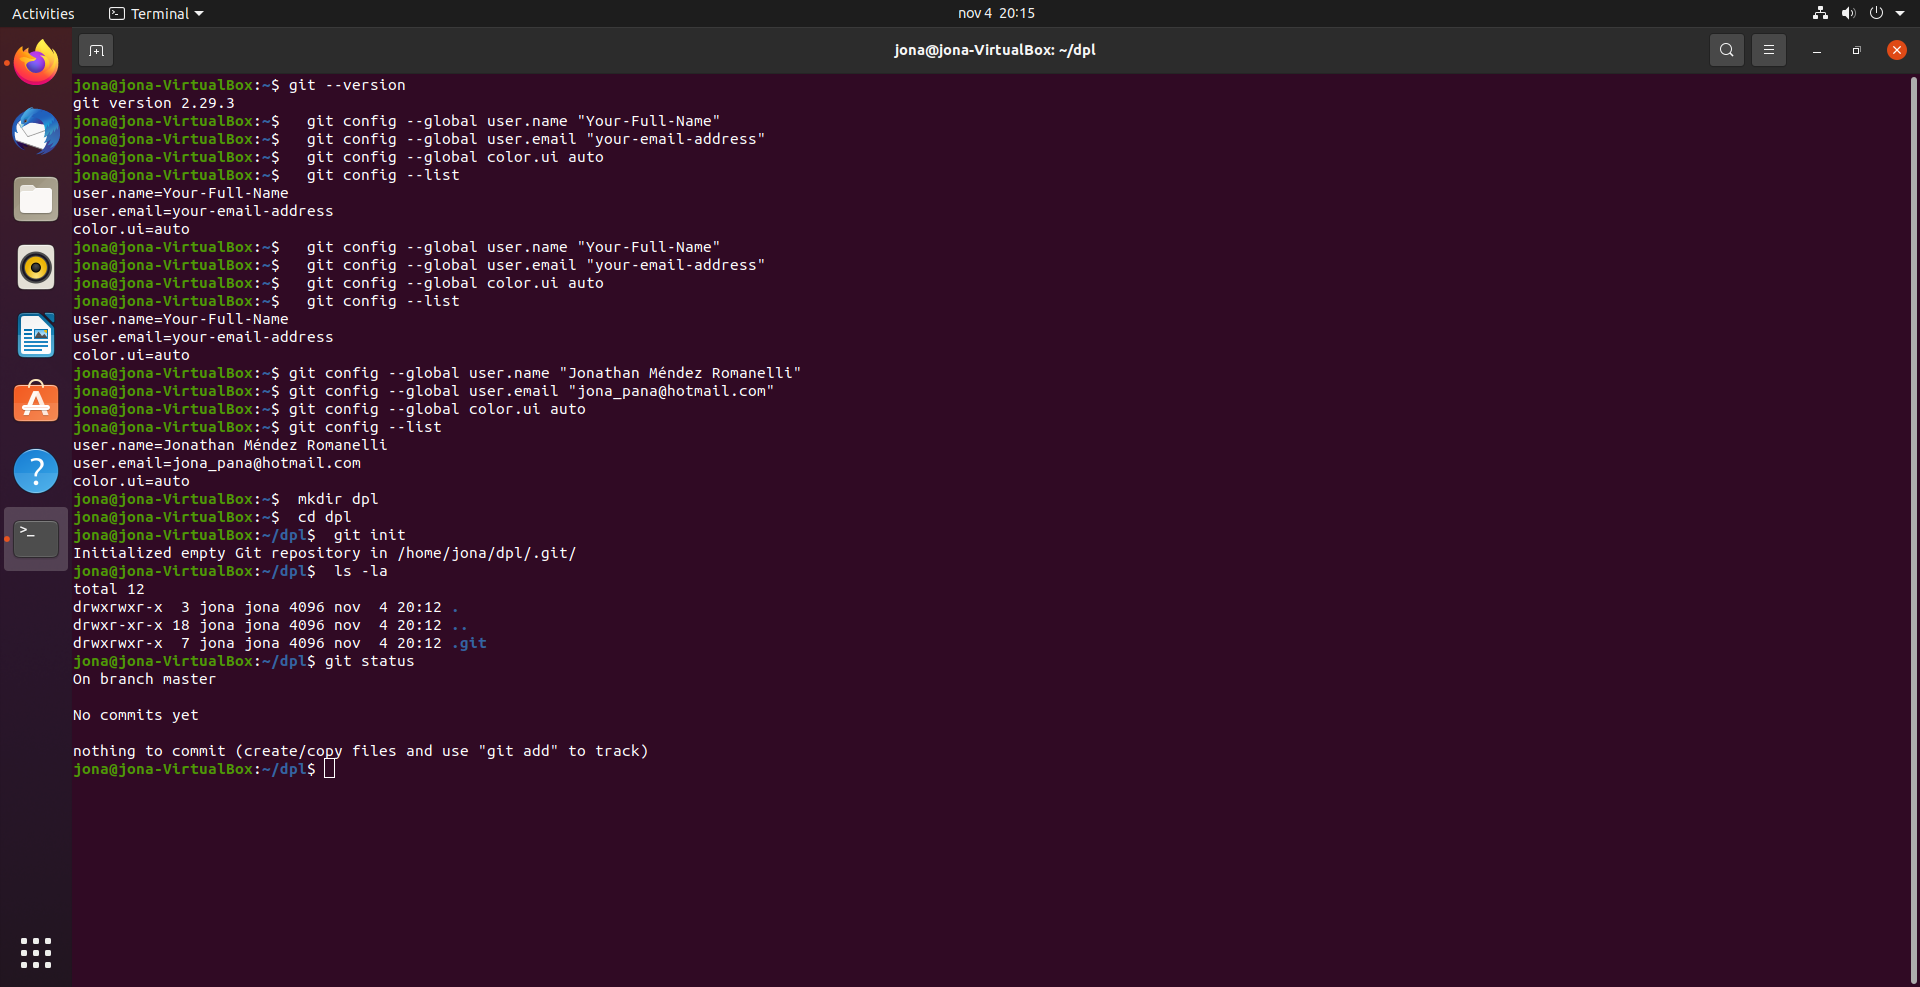 Activities
Terminal
nov 4  20:15
jona@jona-VirtualBox: ~/dpl
jona@jona-VirtualBox:~$ git --version
git version 2.29.3
jona@jona-VirtualBox:~$   git config --global user.name "Your-Full-Name"
jona@jona-VirtualBox:~$   git config --global user.email "your-email-address"
jona@jona-VirtualBox:~$   git config --global color.ui auto
jona@jona-VirtualBox:~$   git config --list
user.name=Your-Full-Name
user.email=your-email-address
color.ui=auto
jona@jona-VirtualBox:~$   git config --global user.name "Your-Full-Name"
jona@jona-VirtualBox:~$   git config --global user.email "your-email-address"
jona@jona-VirtualBox:~$   git config --global color.ui auto
jona@jona-VirtualBox:~$   git config --list
user.name=Your-Full-Name
user.email=your-email-address
color.ui=auto
jona@jona-VirtualBox:~$ git config --global user.name "Jonathan Méndez Romanelli"
jona@jona-VirtualBox:~$ git config --global user.email "jona_pana@hotmail.com"
jona@jona-VirtualBox:~$ git config --global color.ui auto
jona@jona-VirtualBox:~$ git config --list
user.name=Jonathan Méndez Romanelli
user.email=jona_pana@hotmail.com
color.ui=auto
jona@jona-VirtualBox:~$  mkdir dpl
jona@jona-VirtualBox:~$  cd dpl
jona@jona-VirtualBox:~/dpl$  git init
Initialized empty Git repository in /home/jona/dpl/.git/
jona@jona-VirtualBox:~/dpl$  ls -la
total 12
drwxrwxr-x  3 jona jona 4096 nov  4 20:12 .
drwxr-xr-x 18 jona jona 4096 nov  4 20:12 ..
drwxrwxr-x  7 jona jona 4096 nov  4 20:12 .git
jona@jona-VirtualBox:~/dpl$ git status
On branch master
No commits yet
nothing to commit (create/copy files and use "git add" to track)
jona@jona-VirtualBox:~/dpl$